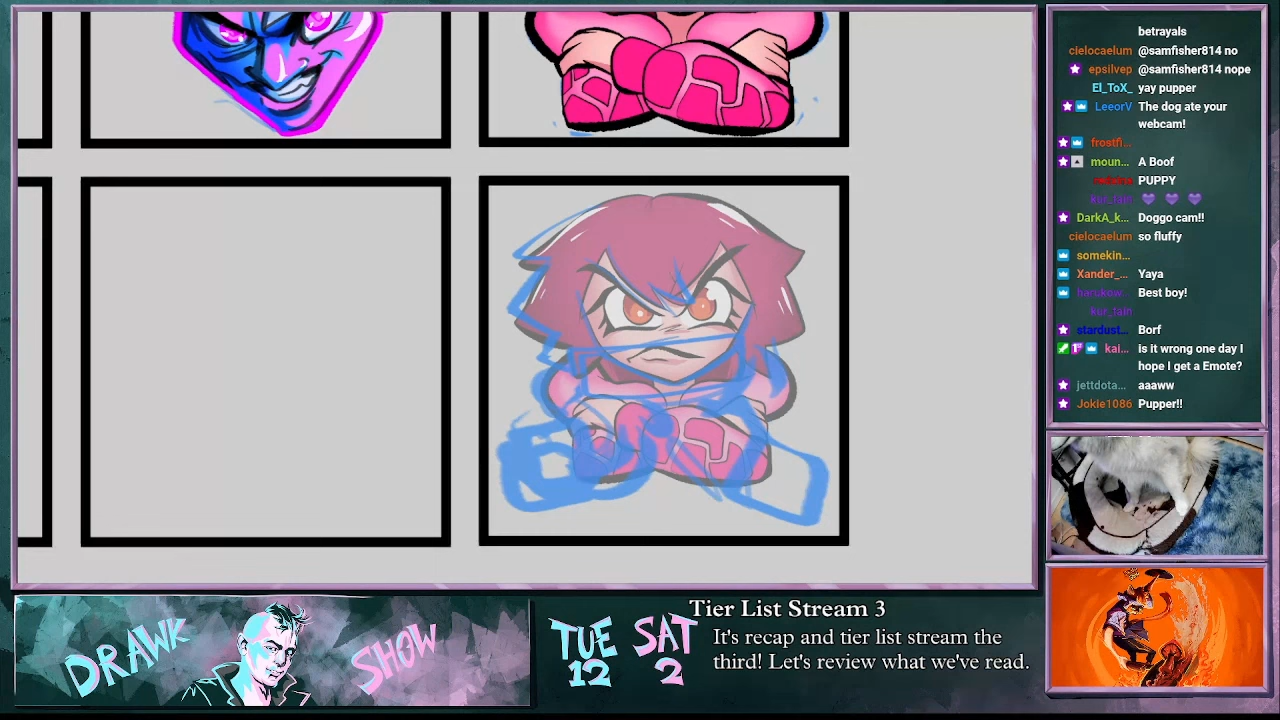 betrayals
cielocaelum @samfisher814 no
epsilvep @samfisher814 nope
El_ToX_ yay pupper
LeeorV The dog ate your
webcam!
frostfl...
moun... A Boof
PUPPY
kur_tain
DarkA_k... Doggo cam!!
cielocaelum so fluffy
somekin...
Xander_... Yaya
Best boy!
kur_tain
stardust... Borf
kai... Is it wrong one day I
hope I get a Emote?
jettdota... aaaww
Jokie1086 Pupper!!
DRAWK
SHOW
TUE
12
SAT
2
Tier List Stream 3
It's recap and tier list stream the
third! Let's review what we've read.